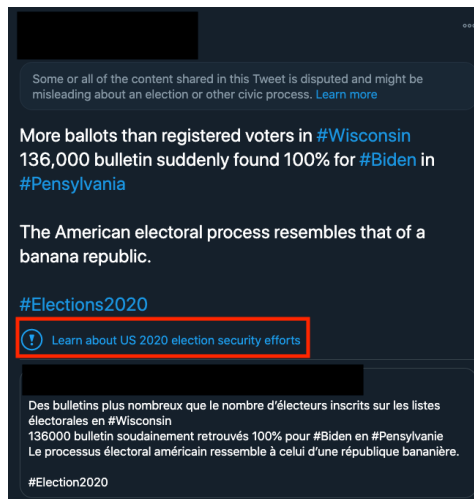 Some or all of the content shared in this Tweet is disputed and might be
misleading about an election or other civic process. Learn more
More ballots than registered voters in #Wisconsin
136,000 bulletin suddenly found 100% for #Biden in
#Pensylvania
The American electoral process resembles that of a
banana republic.
#Elections2020
Learn about US 2020 election security efforts
Des bulletins plus nombreux que le nombre d'électeurs inscrits sur les listes
électorales en #Wisconsin
136000 bulletin soudainement retrouvés 100% pour #Biden en #Pensylvanie
Le processus électoral américain ressemble à celui d'une république bananière.
#Election2020